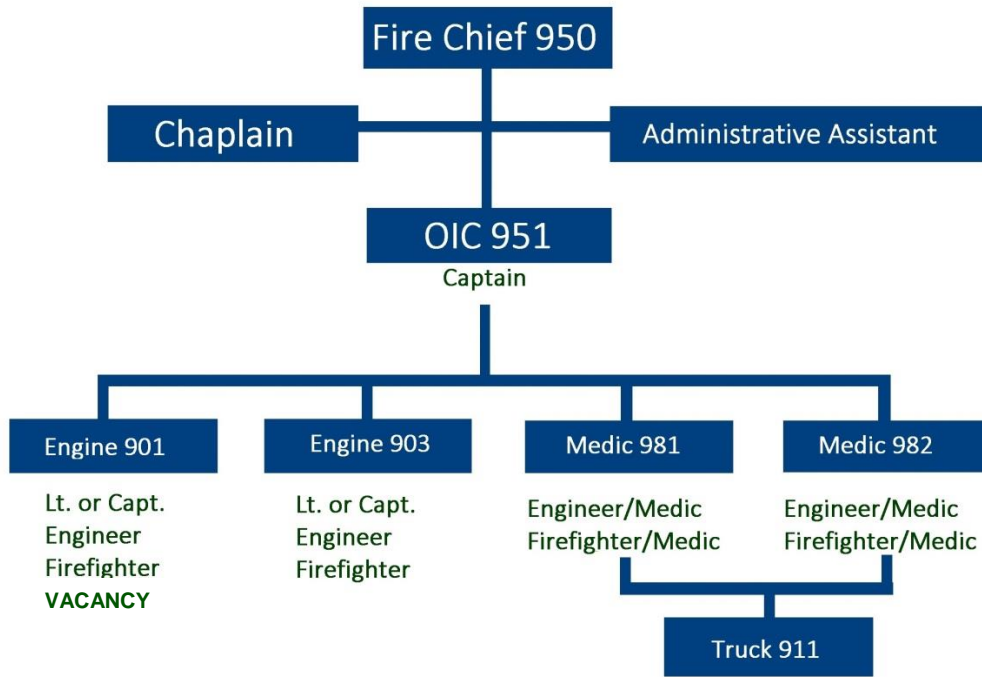 Fire Chief 950
Chaplain
Administrative Assistant
OIC 951
Captain
Engine 901
Lt. or Capt.
Engineer
Firefighter
VACANCY
Engine 903
Lt. or Capt.
Engineer
Firefighter
Medic 981
Engineer/Medic
Firefighter/Medic
Medic 982
Engineer/Medic
Firefighter/Medic
Truck 911